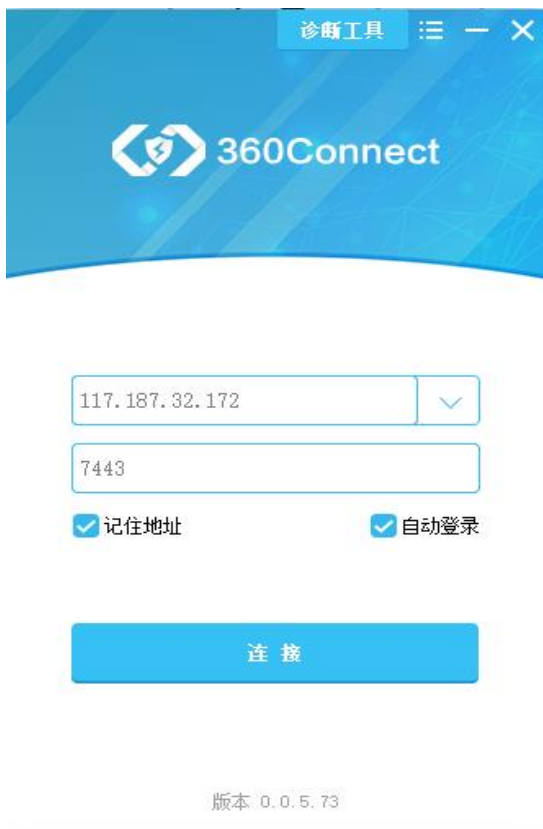 诊断工具
360Connect
117.187.32.172
7443
记住地址 自动登录
连 接
版本 0.0.5.73